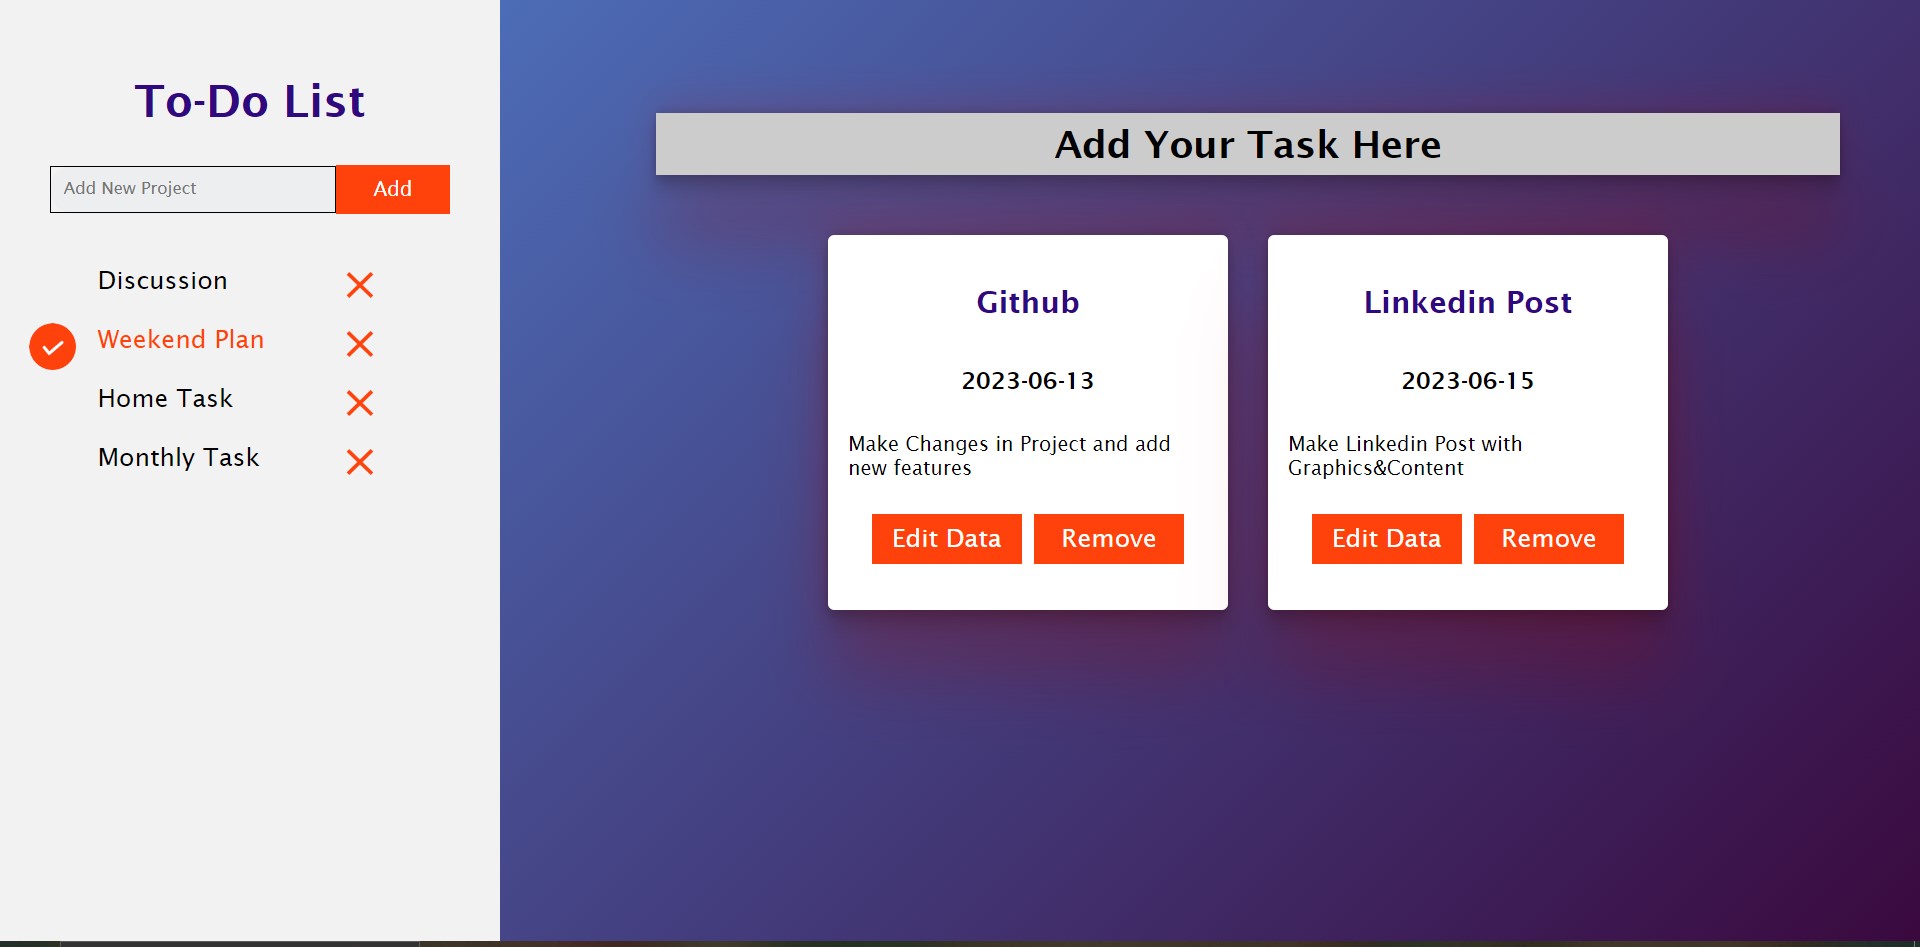 To-Do List
Add New Project
Add
Discussion
Weekend Plan
Home Task
Monthly Task
Add Your Task Here
Github
2023-06-13
Make Changes in Project and add
new features
Edit Data
Remove
Linkedin Post
2023-06-15
Make Linkedin Post with
Graphics&Content
Edit Data
Remove